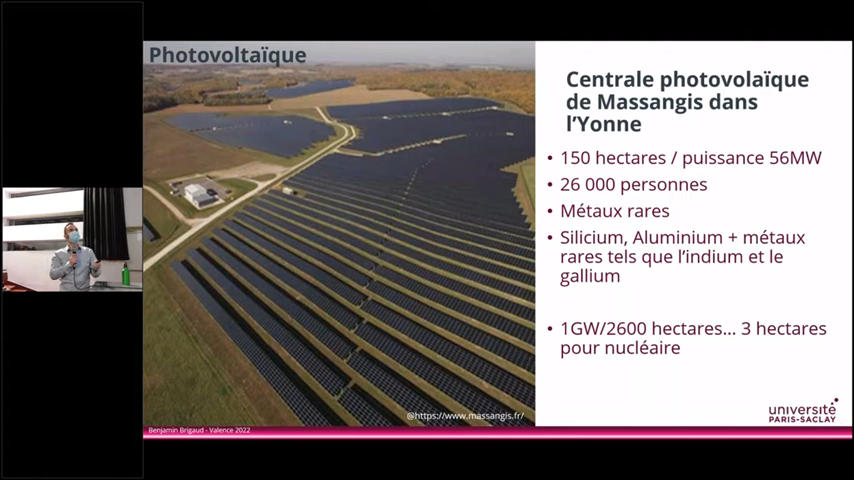 Photovoltaïque
Centrale photovolaïque
de Massangis dans
l'Yonne
• 150 hectares / puissance 56MW
• 26 000 personnes
• Métaux rares
• Silicium, Aluminium + métaux
rares tels que l'indium et le
gallium
• 1GW/2600 hectares... 3 hectares
pour nucléaire
@https://www.massangis.fr/
université
PARIS-SACLAY
Benjamin Brigaud - Valence 2022